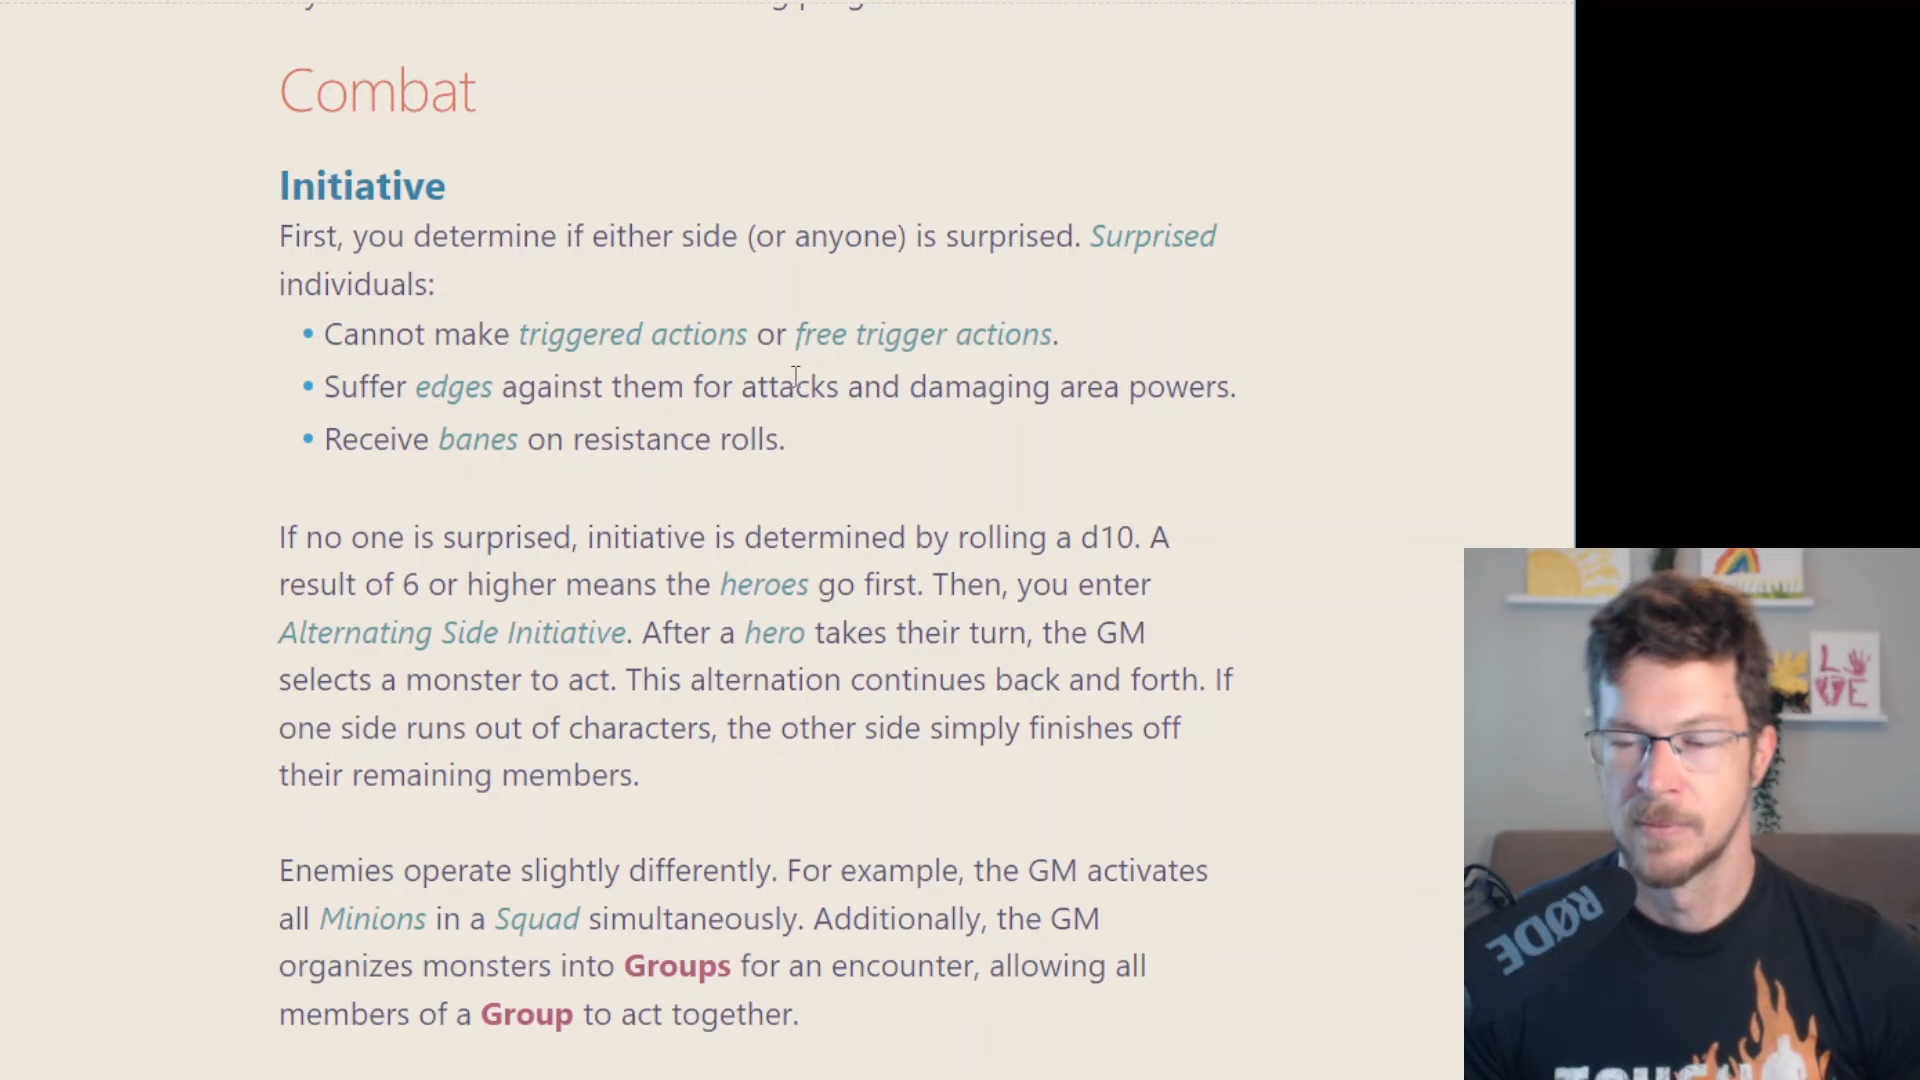 Combat
Initiative
First, you determine if either side (or anyone) is surprised. Surprised
individuals:
• Cannot make triggered actions or free trigger actions.
• Suffer edges against them for attacks and damaging area powers.
• Receive banes on resistance rolls.
If no one is surprised, initiative is determined by rolling a d10. A
result of 6 or higher means the heroes go first. Then, you enter
Alternating Side Initiative. After a hero takes their turn, the GM
selects a monster to act. This alternation continues back and forth. If
one side runs out of characters, the other side simply finishes off
their remaining members.
Enemies operate slightly differently. For example, the GM activates
all Minions in a Squad simultaneously. Additionally, the GM
organizes monsters into Groups for an encounter, allowing all
members of a Group to act together.
RØDE